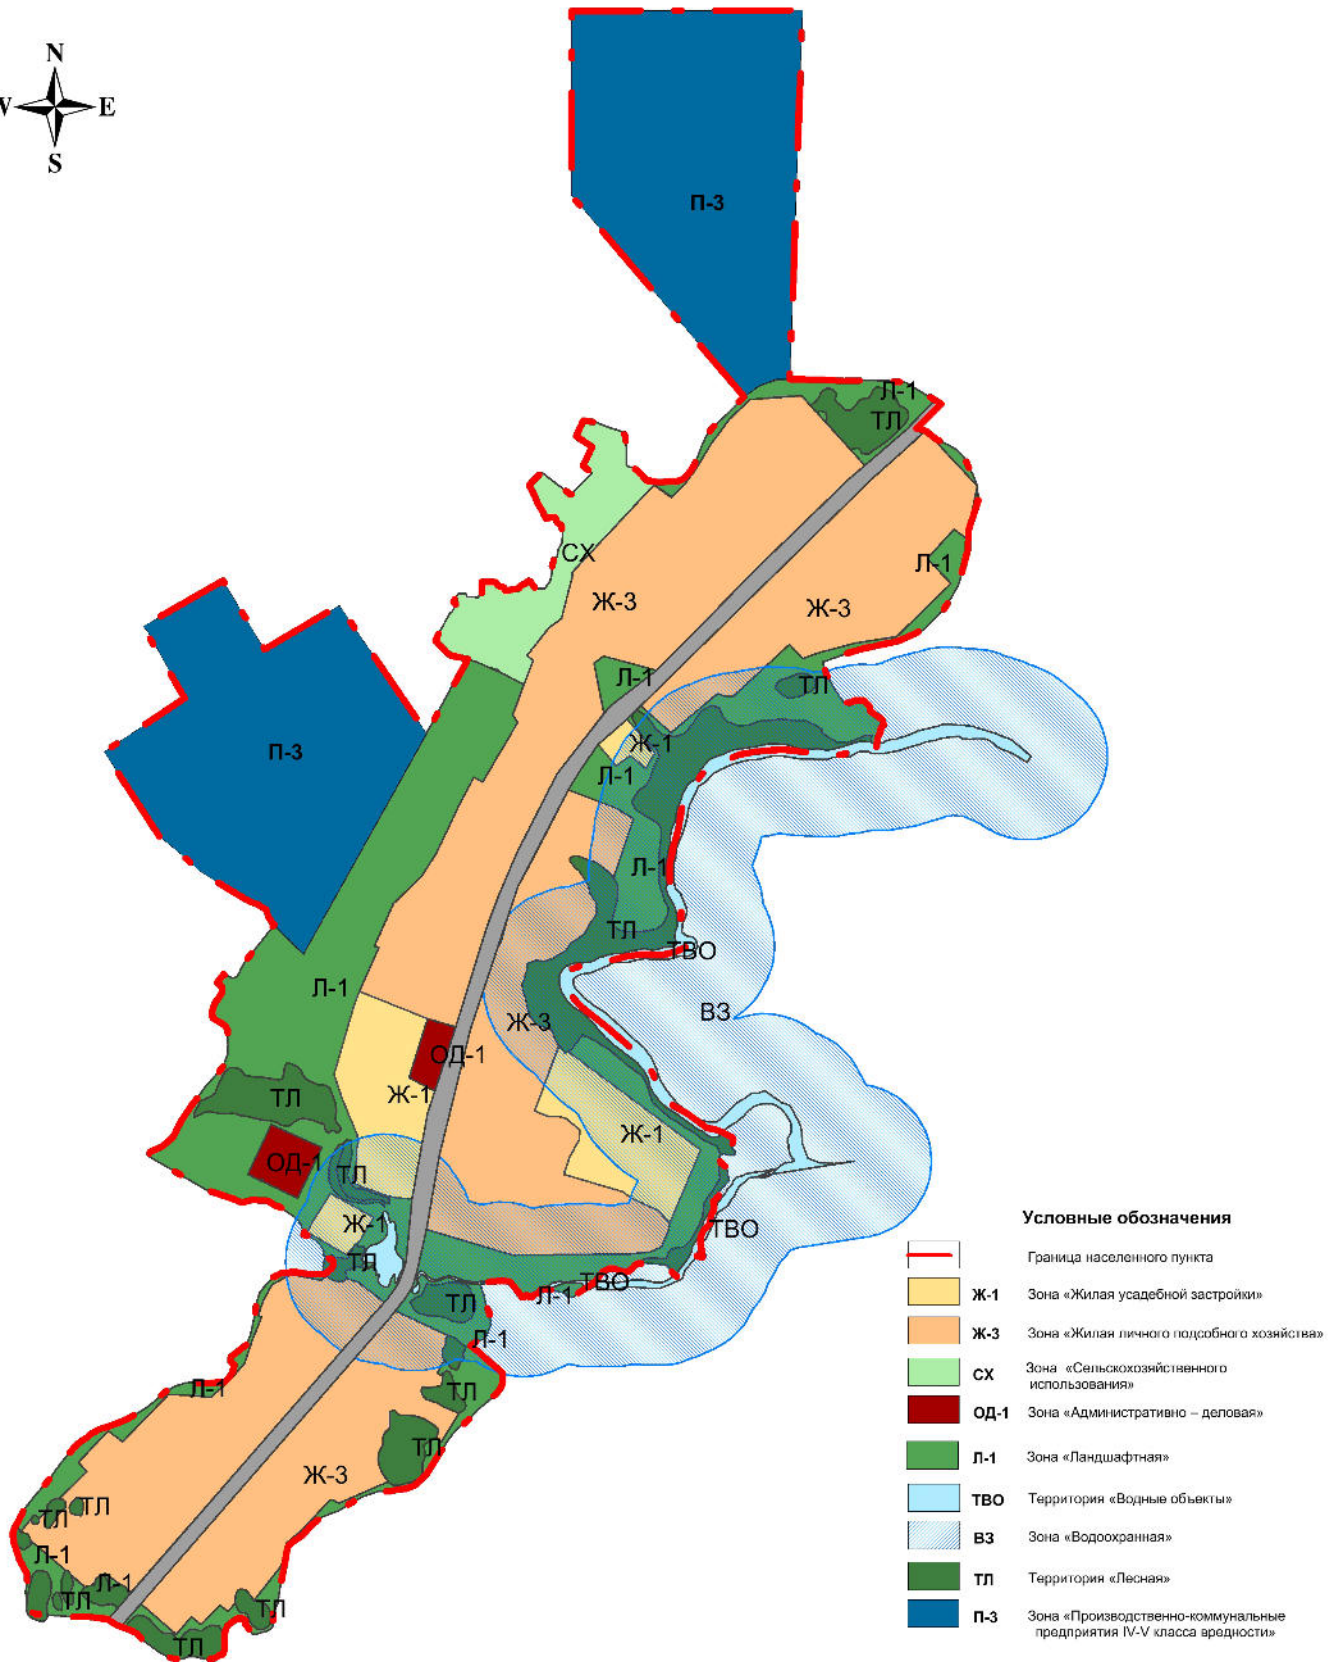 N
W E
S
П-3
Л-1
ТЛ
СХ
Л-1
Ж-3
Ж-3
Л-1
ТЛ
Ж-1
П-3
Л-1
Л-1
ТЛ
ТВО
Л-1
ВЗ
Ж-3
ОД-1
Ж-1
ТЛ
Ж-1
ОД-1
ТЛ
Ж-1
ТВО
ТЛ
ТВО
Л-1
ТЛ
Л-1
Л-1
ТЛ
ТЛ
Ж-3
ТЛ
ТЛ
Л-1
Л-1
ТЛ
ТЛ
ТЛ
Условные обозначения
Граница населенного пункта
Ж-1 Зона «Жилая усадебной застройки»
Ж-3 Зона «Жилая личного подсобного хозяйства»
СХ Зона «Сельскохозяйственного
использования»
ОД-1 Зона «Административно – деловая»
Л-1 Зона «Ландшафтная»
ТВО Территория «Водные объекты»
ВЗ Зона «Водоохранная»
ТЛ Территория «Лесная»
П-3 Зона «Производственно-коммунальные
предприятия IV-V класса вредности»